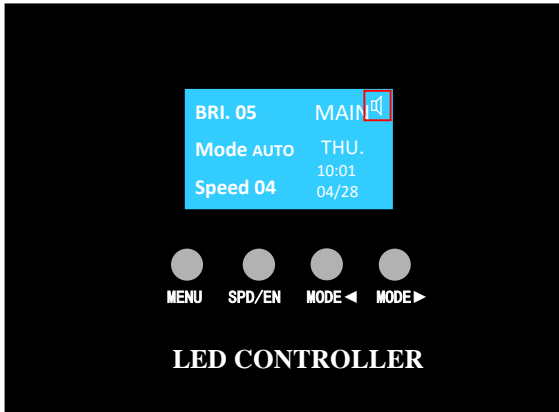 BRI. 05 MAIN
Mode AUTO THU.
10:01
Speed 04 04/28
MENU SPD/EN MODE◄ MODE►
LED CONTROLLER